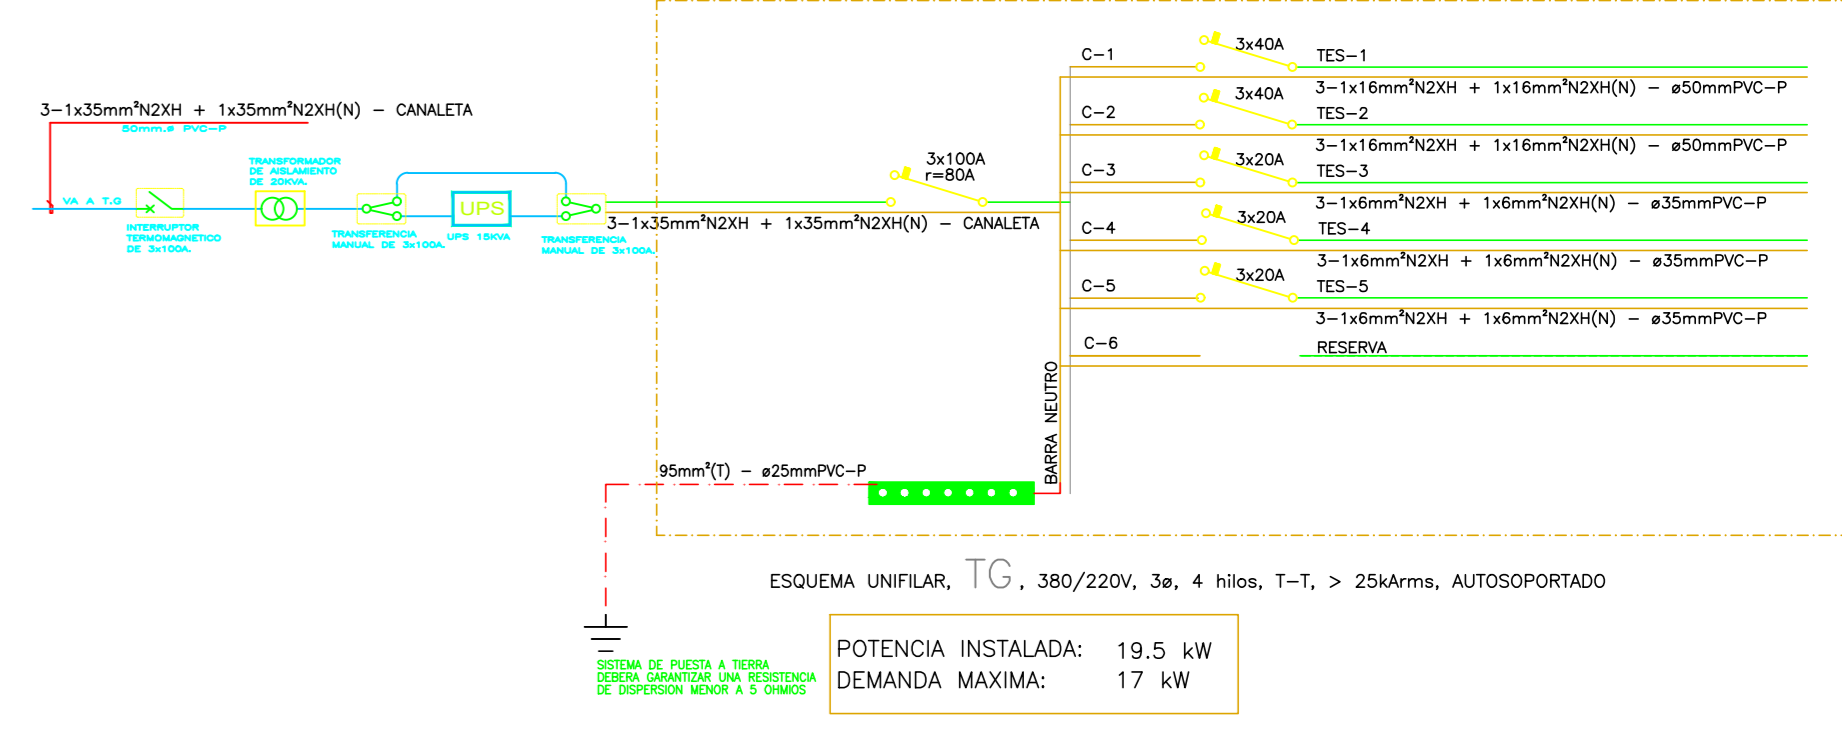 3-1x35mm²N2XH + 1x35mm²N2XH(N) - CANALETA
50mm.ø PVC-P
VA A T.G
INTERRUPTOR
TERMOMAGNETICO
DE 3x100A.
TRANSFORMADOR
DE AISLAMIENTO
DE 20KVA.
TRANSFERENCIA
MANUAL DE 3x100A.
UPS
UPS 15KVA
TRANSFERENCIA
MANUAL DE 3x100A.
3x100A
r=80A
3-1x35mm²N2XH + 1x35mm²N2XH(N) - CANALETA
C-1
3x40A
TES-1
3-1x16mm²N2XH + 1x16mm²N2XH(N) - ø50mmPVC-P
C-2
3x40A
TES-2
3-1x16mm²N2XH + 1x16mm²N2XH(N) - ø50mmPVC-P
C-3
3x20A
TES-3
3-1x6mm²N2XH + 1x6mm²N2XH(N) - ø35mmPVC-P
C-4
3x20A
TES-4
3-1x6mm²N2XH + 1x6mm²N2XH(N) - ø35mmPVC-P
C-5
3x20A
TES-5
3-1x6mm²N2XH + 1x6mm²N2XH(N) - ø35mmPVC-P
C-6
RESERVA
BARRA NEUTRO
95mm²(T) - ø25mmPVC-P
SISTEMA DE PUESTA A TIERRA
DEBERA GARANTIZAR UNA RESISTENCIA
DE DISPERSION MENOR A 5 OHMIOS
ESQUEMA UNIFILAR, TG, 380/220V, 3ø, 4 hilos, T-T, > 25kArms, AUTOSOPORTADO
POTENCIA INSTALADA: 19.5 kW
DEMANDA MAXIMA: 17 kW